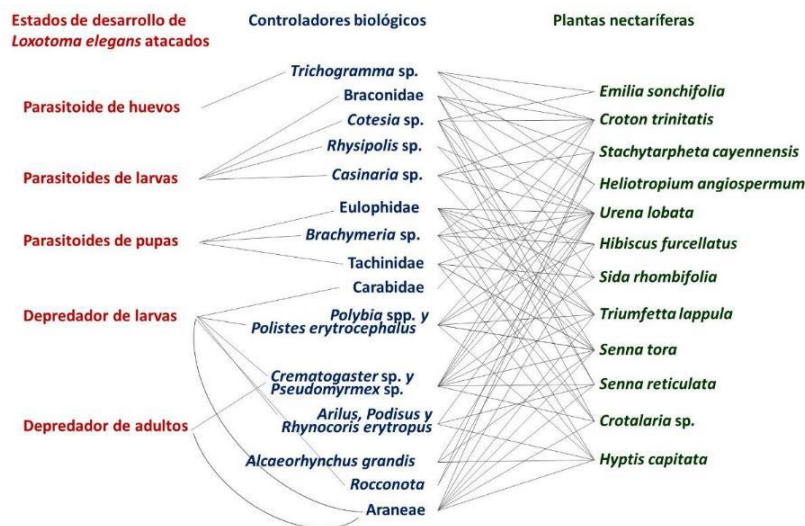 Estados de desarrollo de
Loxotoma elegans atacados
Controladores biológicos
Plantas nectaríferas
Parasitoide de huevos
Parasitoides de larvas
Parasitoides de pupas
Depredador de larvas
Depredador de adultos
Trichogramma sp.
Braconidae
Cotesia sp.
Rhysipolis sp.
Casinaria sp.
Eulophidae
Brachymeria sp.
Tachinidae
Carabidae
Polybia spp. y
Polistes erytrocephalus
Crematogaster sp. y
Pseudomyrmex sp.
Arilus, Podisus y
Rhynocoris erytropus
Alcaeorhynchus grandis
Rocconota
Araneae
Emilia sonchifolia
Croton trinitatis
Stachytarpheta cayennensis
Heliotropium angiospermum
Urena lobata
Hibiscus furcellatus
Sida rhombifolia
Triumfetta lappula
Senna tora
Senna reticulata
Crotalaria sp.
Hyptis capitata